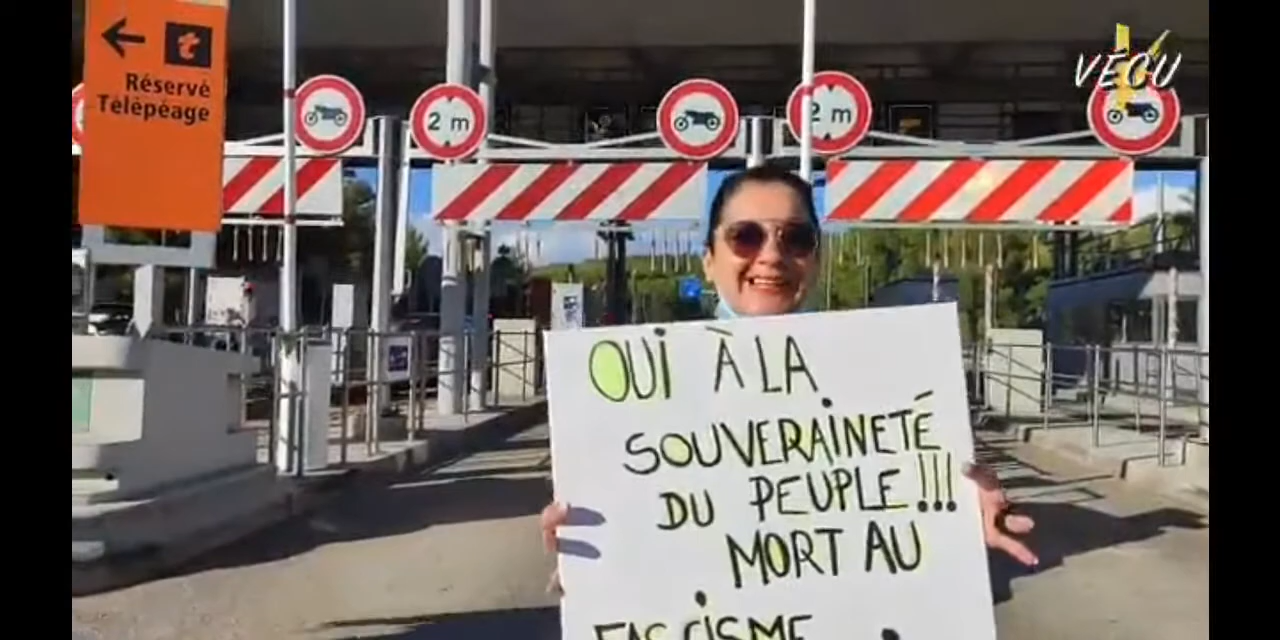 VÉCU
t
Réservé
Télépéage
2 m
2 m
OUI À LA
SOUVERAINETÉ
DU PEUPLE !!!
MORT AU
FASCISME